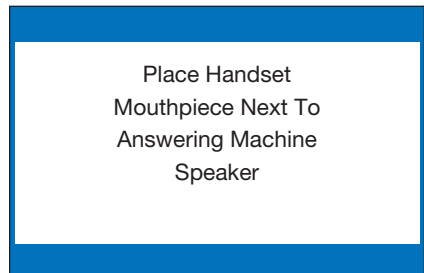 Place Handset
Mouthpiece Next To
Answering Machine
Speaker